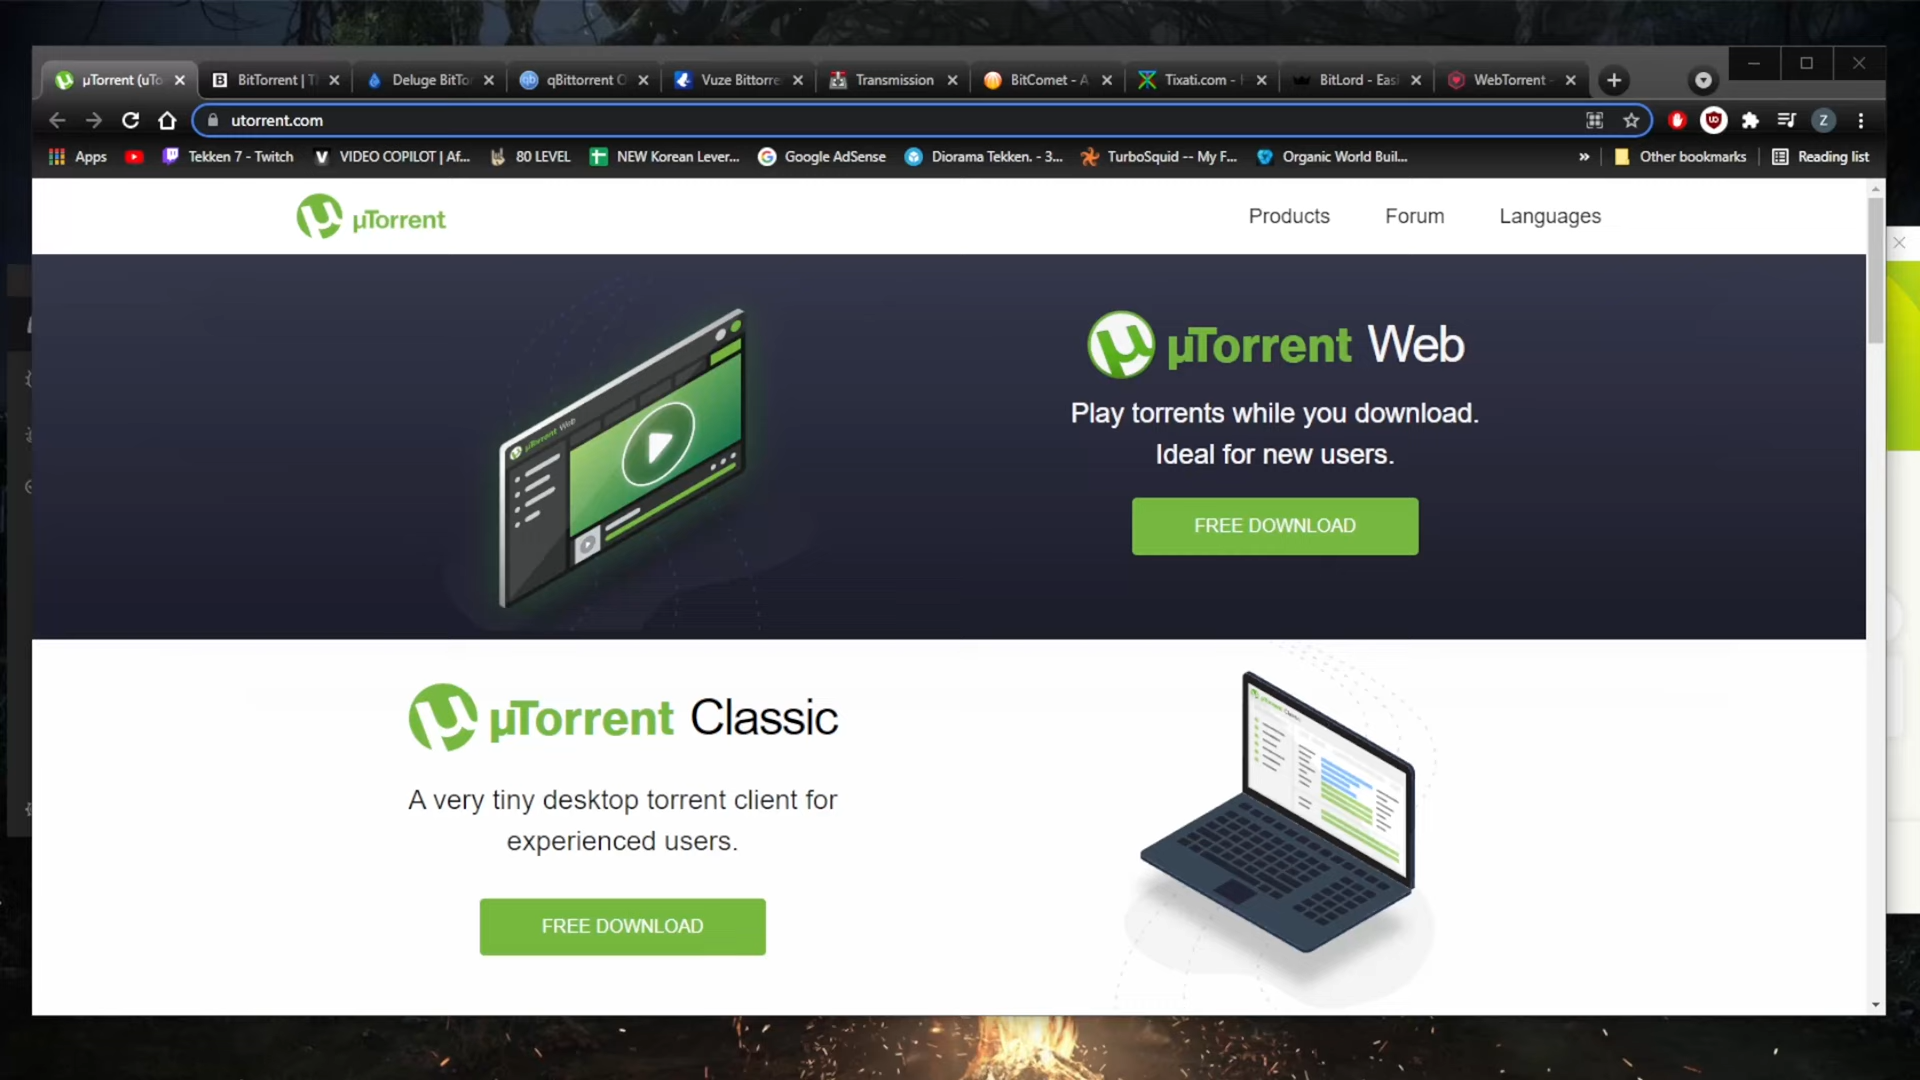 µTorrent (uTo
BitTorrent | T
Deluge BitTo
qBittorrent O
Vuze Bittorre
Transmission
BitComet - A
Tixati.com -
BitLord - Easi
WebTorrent -
utorrent.com
Z
Apps
Tekken 7 - Twitch
VIDEO COPILOT | Af...
80 LEVEL
NEW Korean Lever...
Google AdSense
Diorama Tekken. - 3...
TurboSquid -- My F...
Organic World Buil...
»
Other bookmarks
Reading list
µTorrent
Products
Forum
Languages
µTorrent Web
Play torrents while you download.
Ideal for new users.
FREE DOWNLOAD
µTorrent Web
µTorrent Classic
A very tiny desktop torrent client for
experienced users.
FREE DOWNLOAD